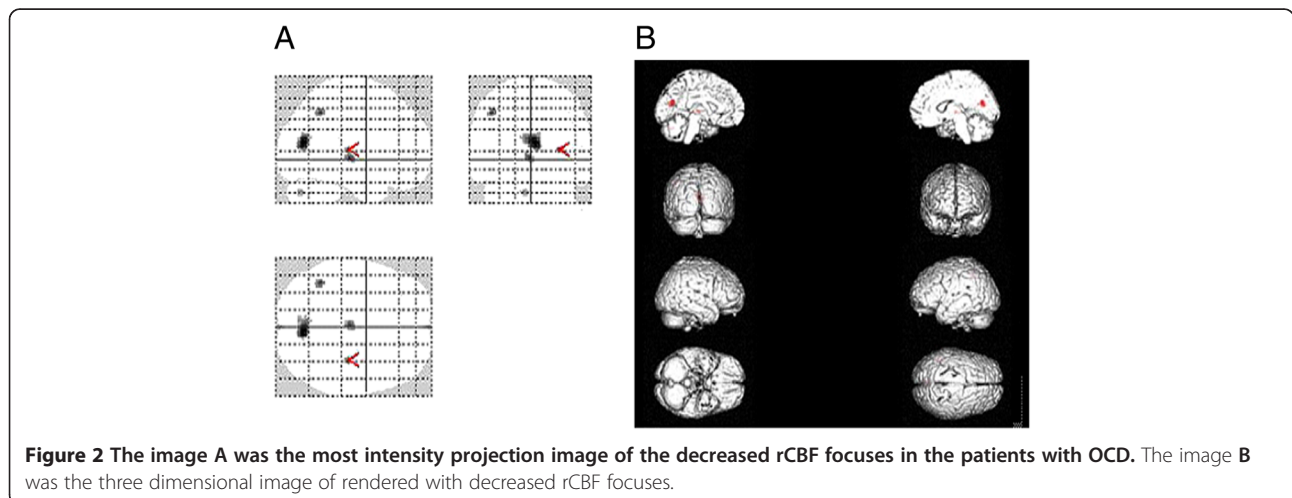 A
B
Figure 2 The image A was the most intensity projection image of the decreased rCBF focuses in the patients with OCD. The image B
was the three dimensional image of rendered with decreased rCBF focuses.